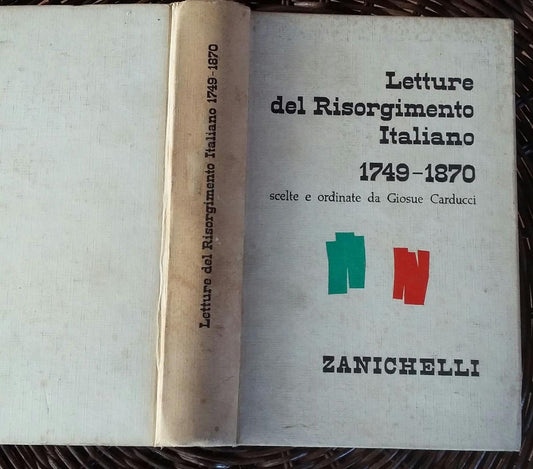 Letture del Risorgimento Italiano 1749-1870
Letture
del Risorgimento
Italiano
1749-1870
scelte e ordinate da Giosue Carducci
ZANICHELLI